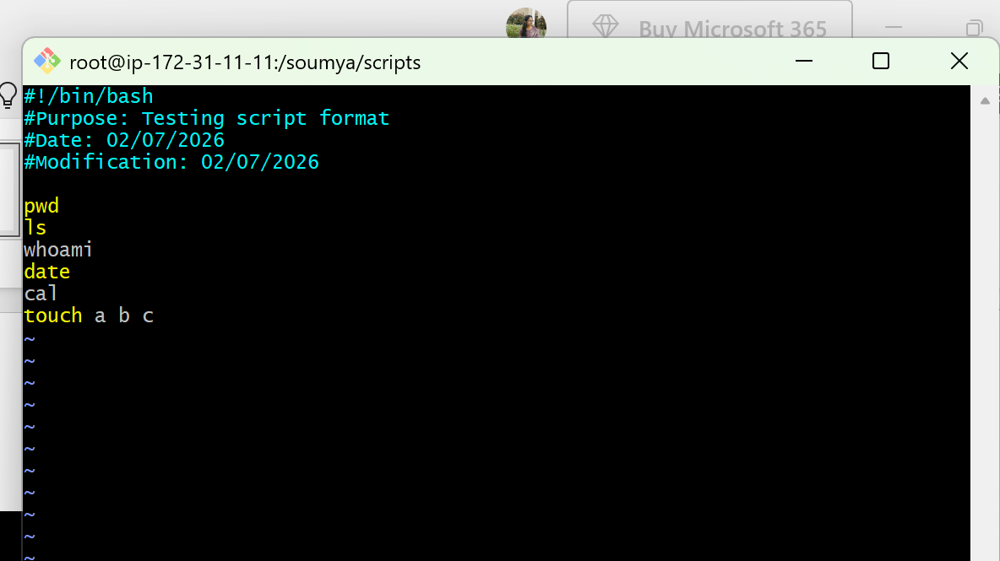 Buy Microsoft 365
root@ip-172-31-11-11:/soumya/scripts
#!/bin/bash
#Purpose: Testing script format
#Date: 02/07/2026
#Modification: 02/07/2026
pwd
ls
whoami
date
cal
touch a b c
~
~
~
~
~
~
~
~
~
~
~